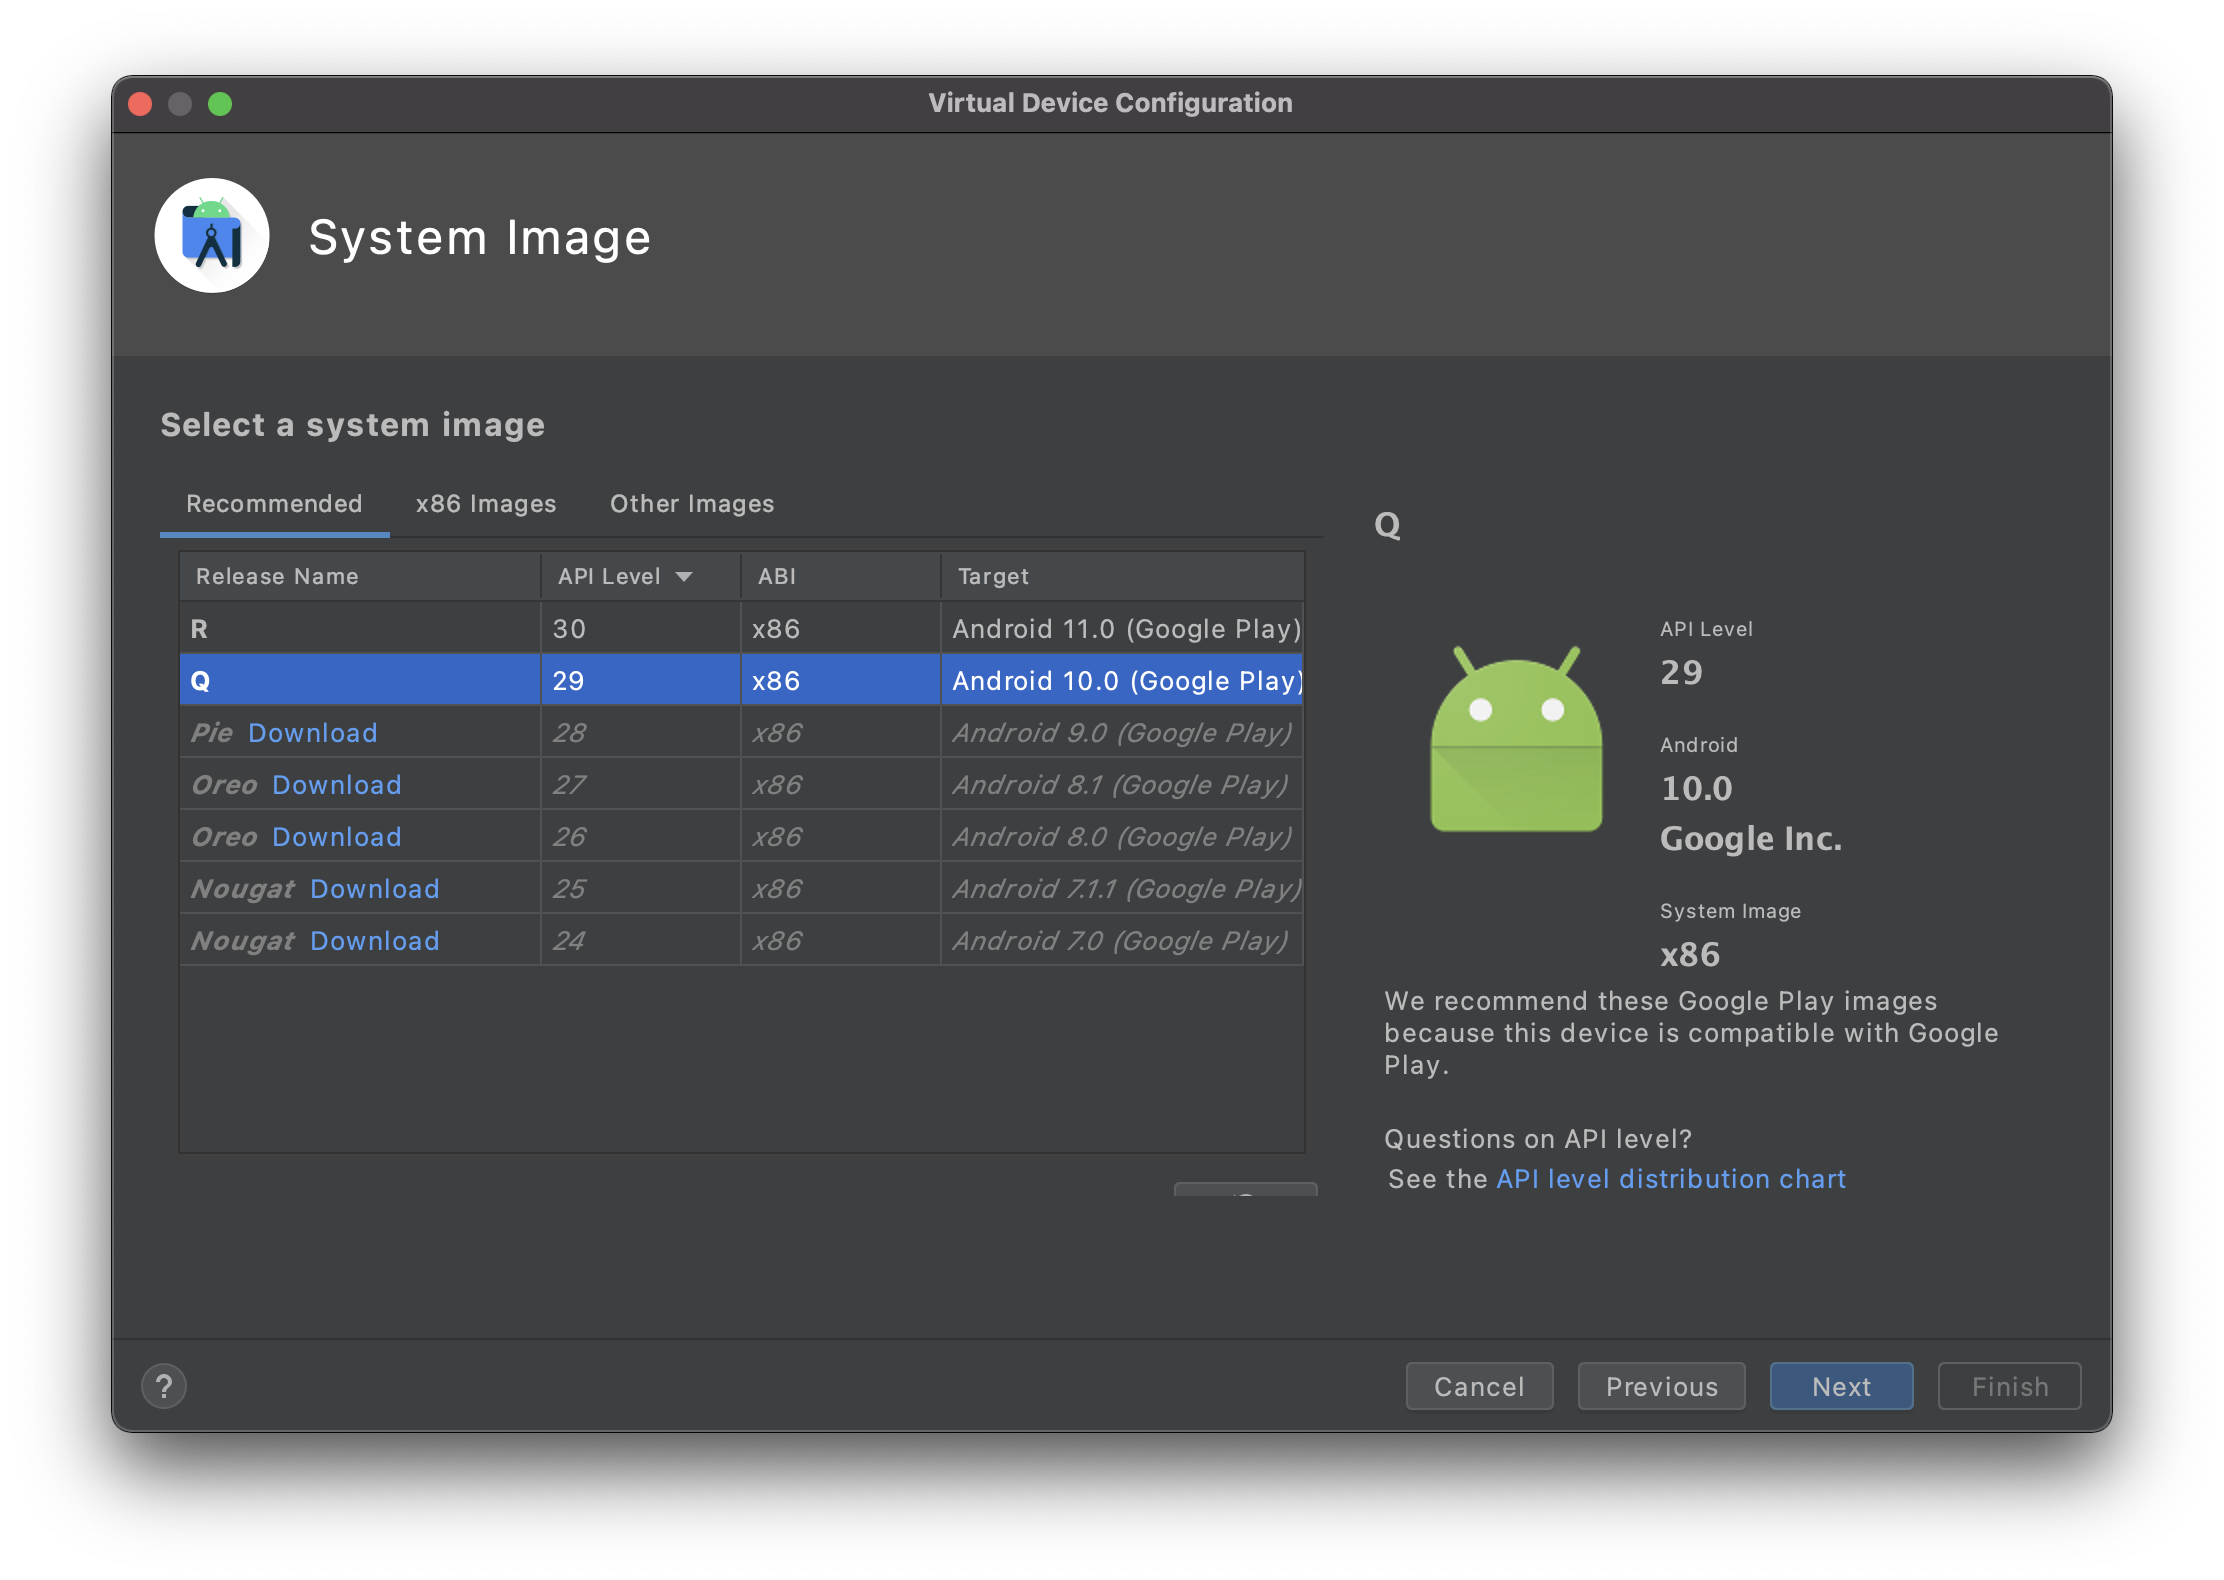 Virtual Device Configuration
System Image
Select a system image
Recommended x86 Images Other Images
Release Name API Level ABI Target
R 30 x86 Android 11.0 (Google Play)
Q 29 x86 Android 10.0 (Google Play)
Pie Download 28 x86 Android 9.0 (Google Play)
Oreo Download 27 x86 Android 8.1 (Google Play)
Oreo Download 26 x86 Android 8.0 (Google Play)
Nougat Download 25 x86 Android 7.1.1 (Google Play)
Nougat Download 24 x86 Android 7.0 (Google Play)
Q
API Level
29
Android
10.0
Google Inc.
System Image
x86
We recommend these Google Play images
because this device is compatible with Google
Play.
Questions on API level?
See the API level distribution chart
? Cancel Previous Next Finish